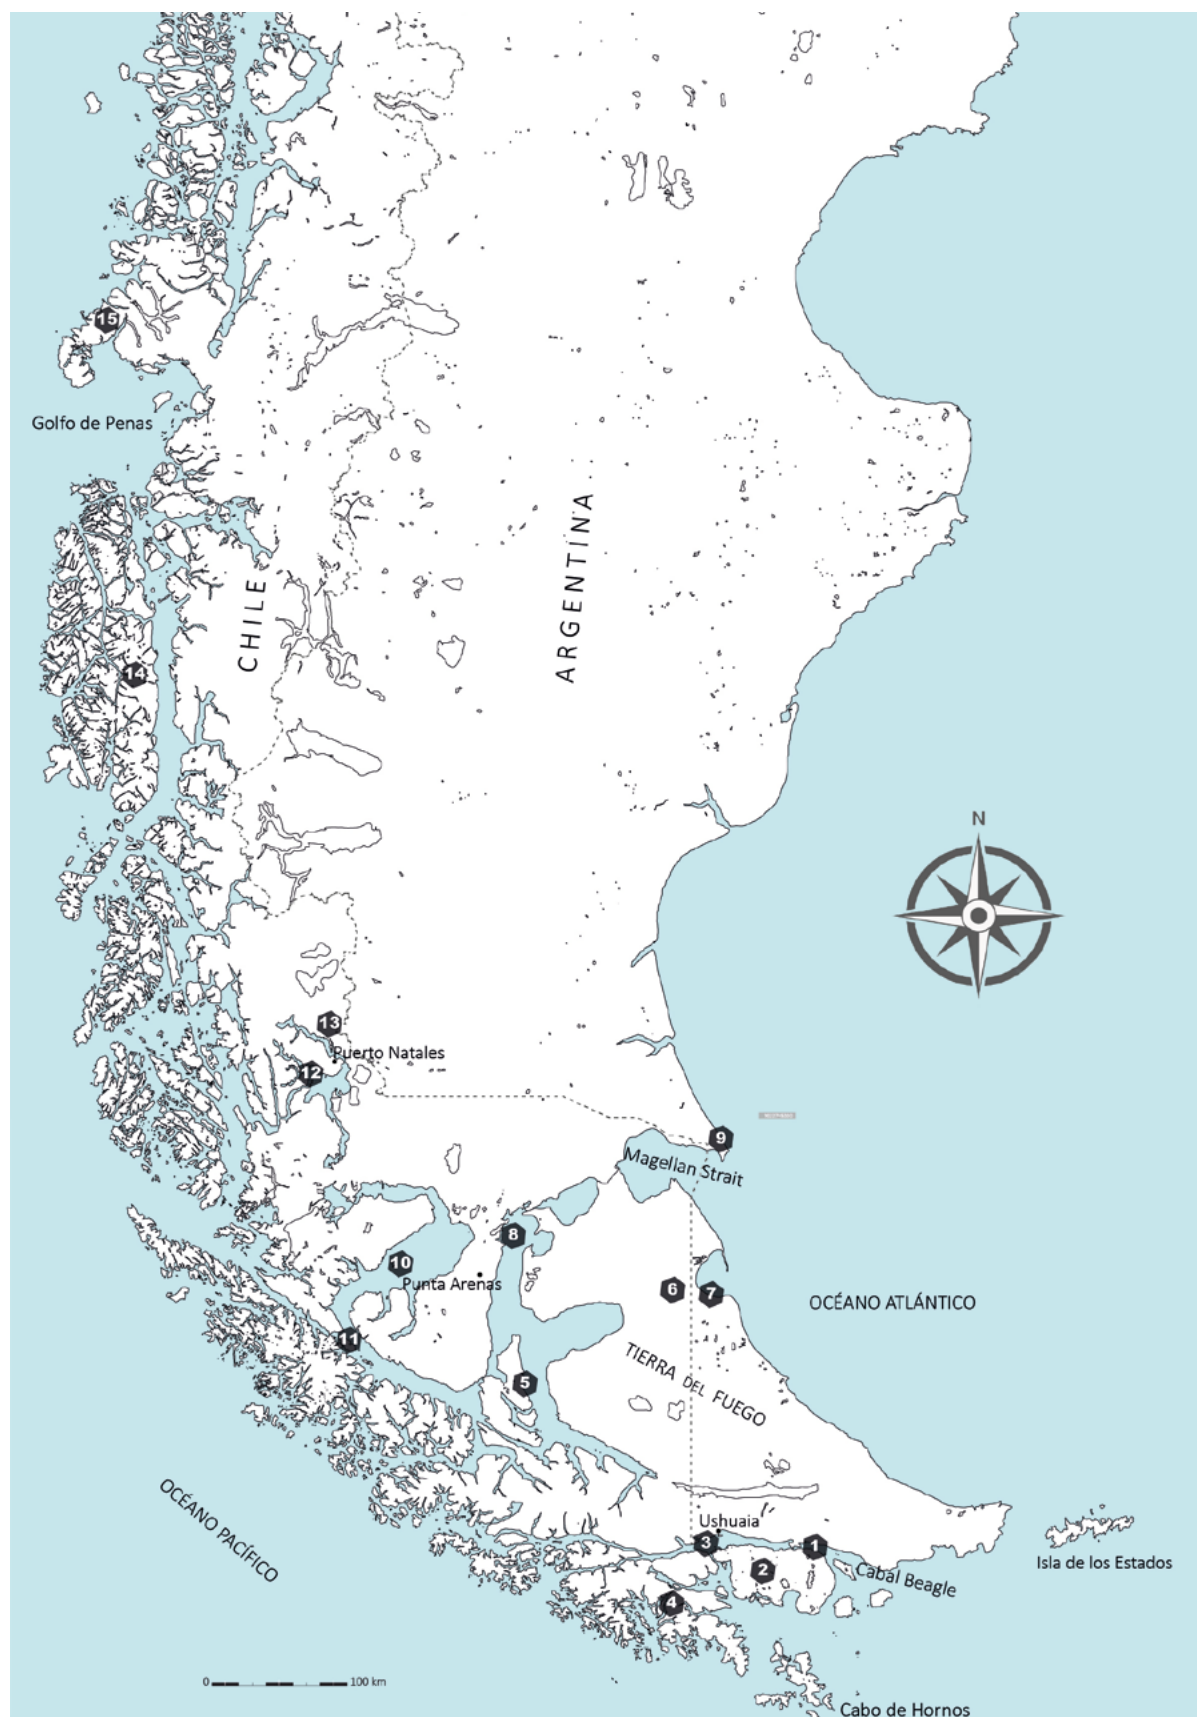 15
Golfo de Penas
CHILE
ARGENTINA
14
N
13
Puerto Natales
12
9
Magellan Strait
8
10
Punta Arenas
6
7
OCÉANO ATLÁNTICO
11
TIERRA DEL FUEGO
5
OCÉANO PACÍFICO
Ushuaia
3
1
2
Cabal Beagle
Isla de los Estados
4
0
100 km
Cabo de Hornos